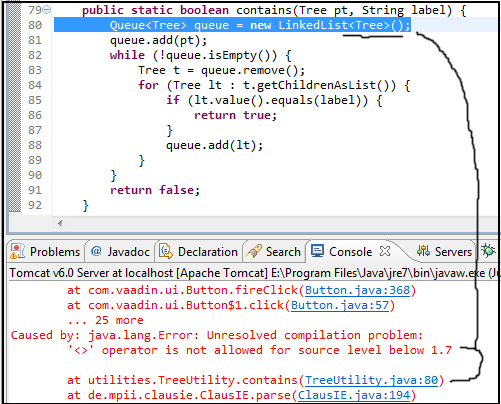 79 public static boolean contains(Tree pt, String label) {
80 Queue<Tree> queue = new LinkedList<Tree>();
81 queue.add(pt);
82 while (!queue.isEmpty()) {
83 Tree t = queue.remove();
84 for (Tree lt : t.getChildrenAsList()) {
85 if (lt.value().equals(label)) {
86 return true;
87 }
88 queue.add(lt);
89 }
90 }
91 return false;
92 }
Problems @ Javadoc Declaration Search Console Servers
Tomcat v6.0 Server at localhost [Apache Tomcat] E:\Program Files\Java\jre7\bin\javaw.exe (Ju
at com.vaadin.ui.Button.fireClick(Button.java:368)
at com.vaadin.ui.Button$1.click(Button.java:57)
... 25 more
Caused by: java.lang.Error: Unresolved compilation problem:
'<>' operator is not allowed for source level below 1.7
at utilities.TreeUtility.contains(TreeUtility.java:80)
at de.mpii.clausie.ClausIE.parse(ClausIE.java:194)